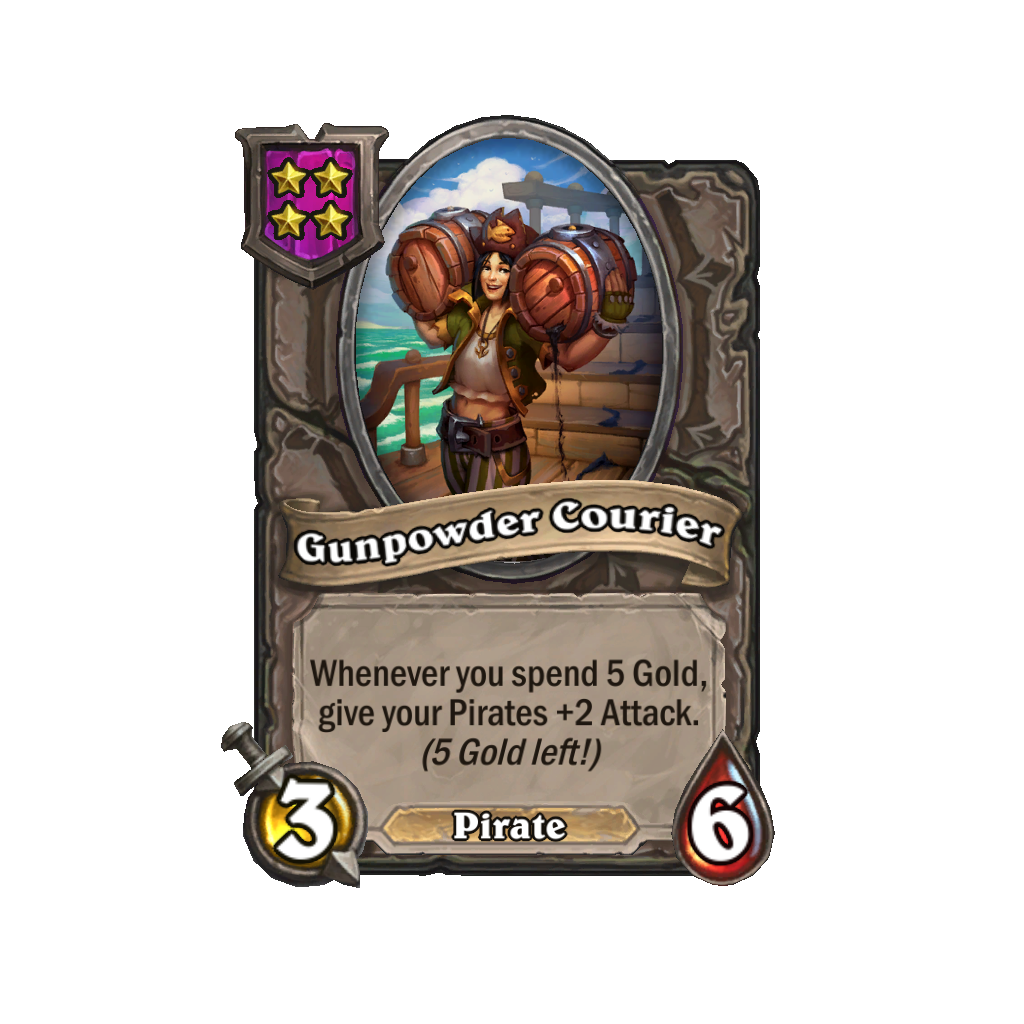 Gunpowder Courier
Whenever you spend 5 Gold,
give your Pirates +2 Attack.
(5 Gold left!)
3
Pirate
6